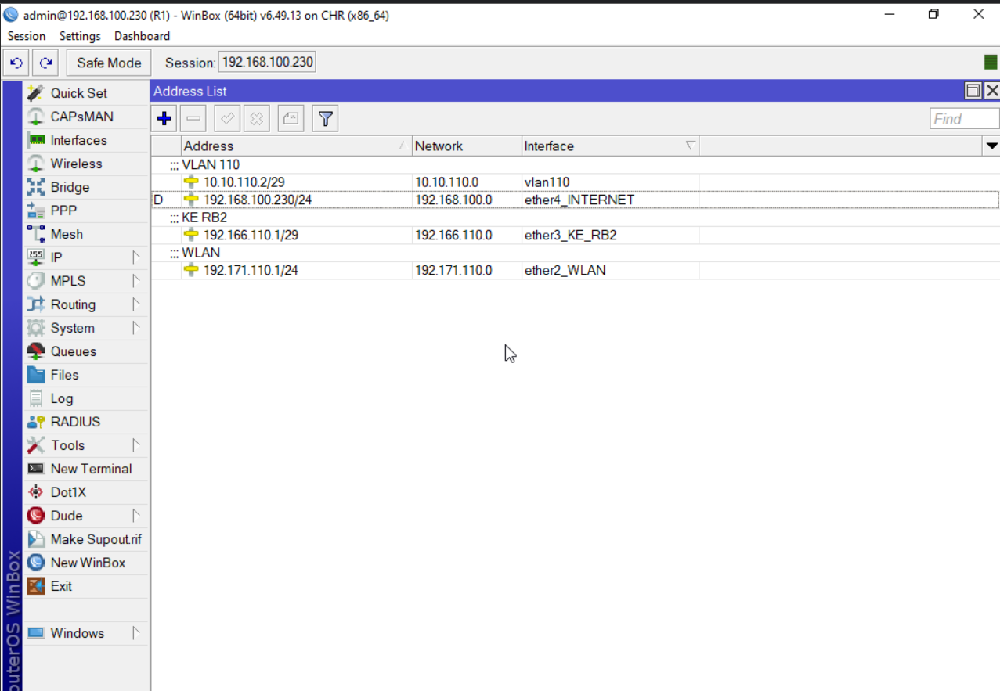 admin@192.168.100.230 (R1) - WinBox (64bit) v6.49.13 on CHR (x86_64)
Session Settings Dashboard
Safe Mode Session: 192.168.100.230
Quick Set
CAPsMAN
Interfaces
Wireless
Bridge
PPP
Mesh
255 IP
MPLS
Routing
System
Queues
Files
Log
RADIUS
Tools
New Terminal
Dot1X
Dude
Make Supout.rif
New WinBox
Exit
Windows
outerOS WinBox
Address List
Find
Address Network Interface
;;; VLAN 110
10.10.110.2/29 10.10.110.0 vlan110
D 192.168.100.230/24 192.168.100.0 ether4_INTERNET
;;; KE RB2
192.166.110.1/29 192.166.110.0 ether3_KE_RB2
;;; WLAN
192.171.110.1/24 192.171.110.0 ether2_WLAN